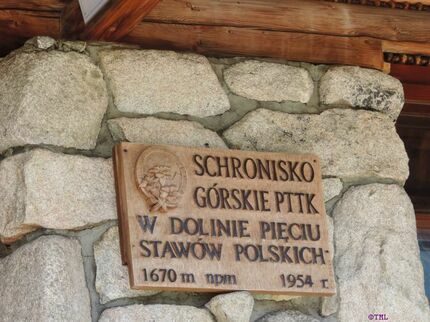 SCHRONISKO
GÓRSKIE PTTK
W DOLINIE PIĘCIU
STAWÓW POLSKICH
1670 m npm 1954 r
©TML